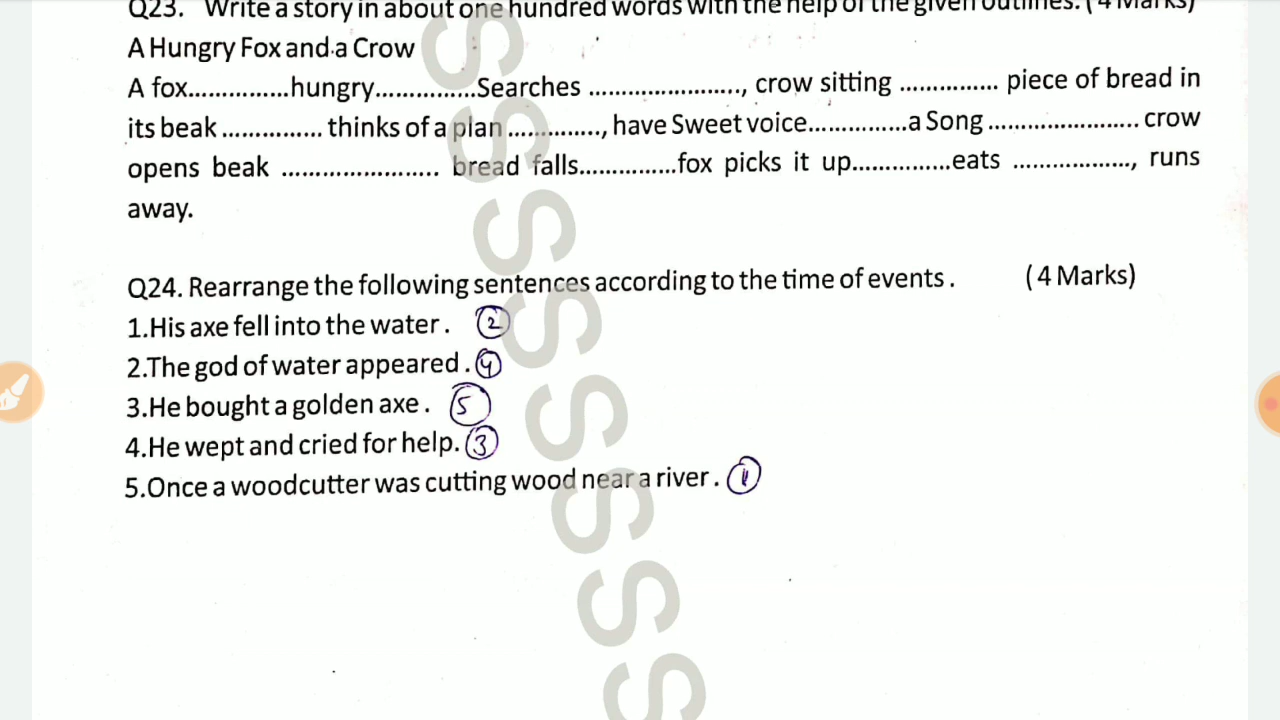 Q23. Write a story in about one hundred words with the help of the given outlines. ( 4 Marks)
A Hungry Fox and a Crow
A fox...............hungry...............Searches ......................, crow sitting .............. piece of bread in
its beak ............... thinks of a plan .............., have Sweet voice...............a Song ....................... crow
opens beak ....................... bread falls...............fox picks it up...............eats .................., runs
away.
Q24. Rearrange the following sentences according to the time of events . ( 4 Marks)
1.His axe fell into the water . 2
2.The god of water appeared . 4
3.He bought a golden axe . 5
4.He wept and cried for help. 3
5.Once a woodcutter was cutting wood near a river . 1
SSSSSSSS